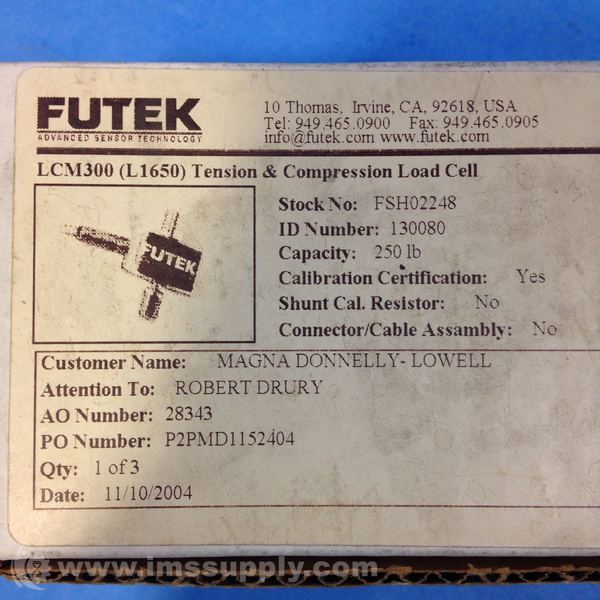 FUTEK
ADVANCED SENSOR TECHNOLOGY
10 Thomas, Irvine, CA, 92618, USA
Tel: 949.465.0900 Fax: 949.465.0905
info@futek.com www.futek.com
LCM300 (L1650) Tension & Compression Load Cell
FUTEK
Stock No: FSH02248
ID Number: 130080
Capacity: 250 lb
Calibration Certification: Yes
Shunt Cal. Resistor: No
Connector/Cable Assambly: No
Customer Name: MAGNA DONNELLY- LOWELL
Attention To: ROBERT DRURY
AO Number: 28343
PO Number: P2PMD1152404
Qty: 1 of 3
Date: 11/10/2004
www.imssupply.com